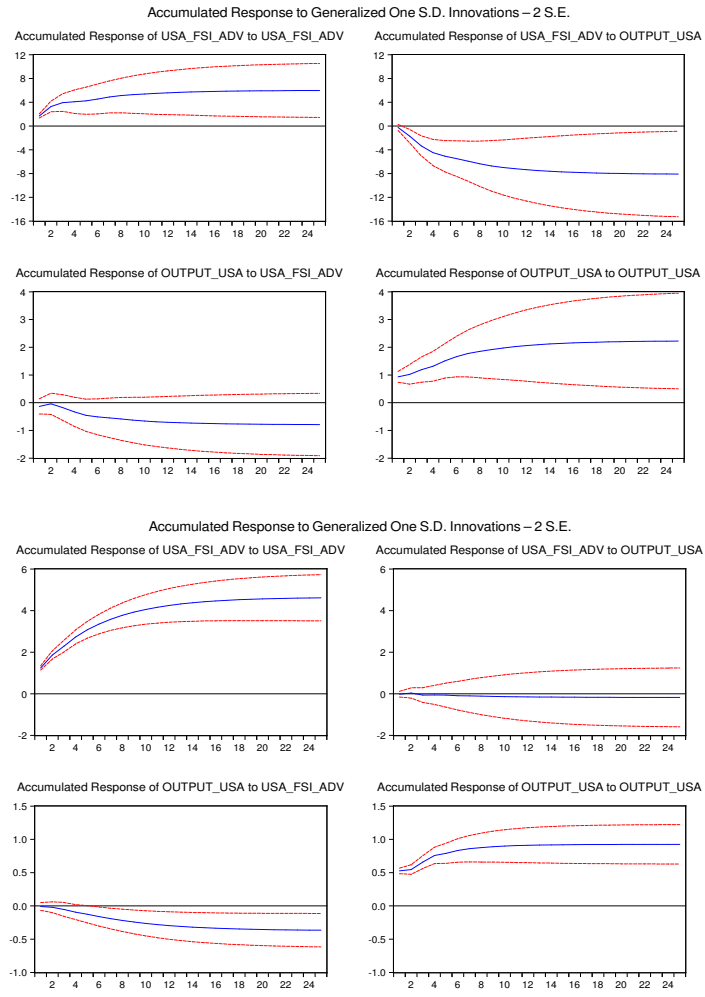 Accumulated Response to Generalized One S.D. Innovations – 2 S.E.
Accumulated Response of USA_FSI_ADV to USA_FSI_ADV
12
8
4
0
-4
-8
-12
-16
2 4 6 8 10 12 14 16 18 20 22 24
Accumulated Response of USA_FSI_ADV to OUTPUT_USA
12
8
4
0
-4
-8
-12
-16
2 4 6 8 10 12 14 16 18 20 22 24
Accumulated Response of OUTPUT_USA to USA_FSI_ADV
4
3
2
1
0
-1
-2
2 4 6 8 10 12 14 16 18 20 22 24
Accumulated Response of OUTPUT_USA to OUTPUT_USA
4
3
2
1
0
-1
-2
2 4 6 8 10 12 14 16 18 20 22 24
Accumulated Response to Generalized One S.D. Innovations – 2 S.E.
Accumulated Response of USA_FSI_ADV to USA_FSI_ADV
6
4
2
0
-2
2 4 6 8 10 12 14 16 18 20 22 24
Accumulated Response of USA_FSI_ADV to OUTPUT_USA
6
4
2
0
-2
2 4 6 8 10 12 14 16 18 20 22 24
Accumulated Response of OUTPUT_USA to USA_FSI_ADV
1.5
1.0
0.5
0.0
-0.5
-1.0
2 4 6 8 10 12 14 16 18 20 22 24
Accumulated Response of OUTPUT_USA to OUTPUT_USA
1.5
1.0
0.5
0.0
-0.5
-1.0
2 4 6 8 10 12 14 16 18 20 22 24